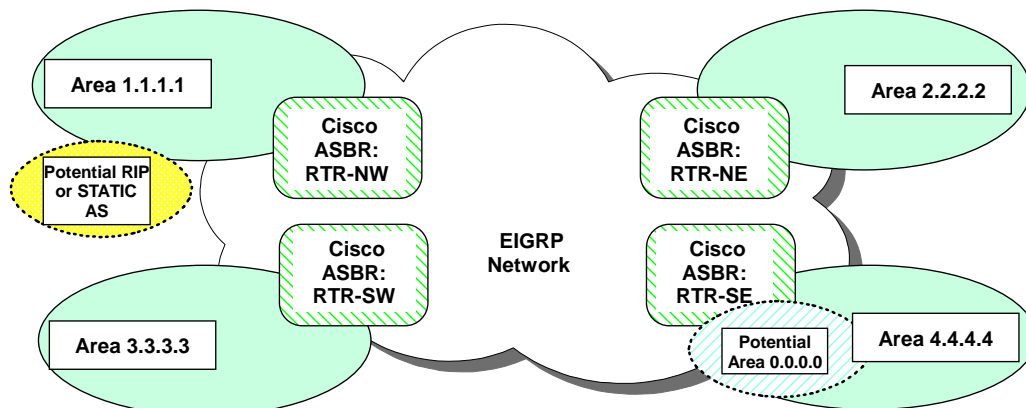 Area 1.1.1.1
Cisco
ASBR:
RTR-NW
Potential RIP
or STATIC
AS
Cisco
ASBR:
RTR-NE
Area 2.2.2.2
EIGRP
Network
Cisco
ASBR:
RTR-SW
Area 3.3.3.3
Cisco
ASBR:
RTR-SE
Potential
Area 0.0.0.0
Area 4.4.4.4